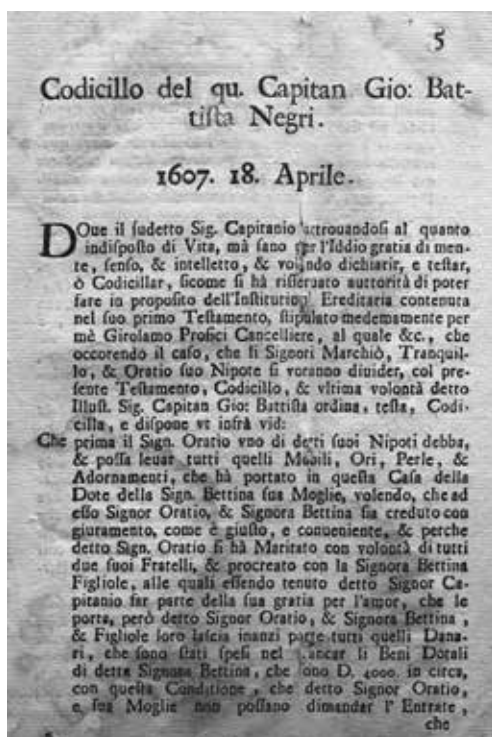 5
Codicillo del qu. Capitan Gio: Bat-
tiſta Negri.
1607. 18. Aprile.
DOue il ſudetto Sig. Capitanio attrouandoſi al quanto
indiſpoſto di Vita, mà ſano per l'Iddio gratia di men-
te, ſenſo, & intelletto, & volendo dichiarir, e teſtar,
ò Codicillar, ſicome ſi hà riſſeruato auttorità di poter
fare in propoſito dell'Inſtitution Ereditaria contenuta
nel ſuo primo Teſtamento, ſtipulato medemamente per
mè Girolamo Profici Cancelliere, al quale &c., che
occorendo il caſo, che li Signori Marchiò, Tranquil-
lo, & Oratio ſuo Nipote ſi voranno diuider, col pre-
ſente Teſtamento, Codicillo, & vltima volontà detto
Illuſt. Sig. Capitan Gio: Battiſta ordina, teſta, Codi-
cilla, e diſpone vt infrà vid:
Che prima il Sign. Oratio vno di detti ſuoi Nipoti debba,
& poſſa leuar tutti quelli Mobili, Ori, Perle, &
Adornamenti, che hà portato in queſta Caſa della
Dote della Sign. Bettina ſua Moglie, volendo, che ad
eſſo Signor Oratio, & Signora Bettina ſia creduto con
giuramento, come è giuſto, e conueniente, & perche
detto Sign. Oratio ſi hà Maritato con volontà di tutti
due ſuoi Fratelli, & procreato con la Signora Bettina
Figliole, alle quali eſſendo tenuto detto Signor Ca-
pitanio far parte della ſua gratia per l'amor, che le
porta, però detto Signor Oratio, & Signora Bettina,
& Figliole loro laſcia inanzi parte tutti quelli Dana-
ri, che ſono ſtati ſpeſi nel li Beni Dotali
di detta Signora Bettina, che ſono D. 4000. in circa,
con queſta Conditione, che detto Signor Oratio,
e ſua Moglie non poſſano dimandar l'Entrate,
che